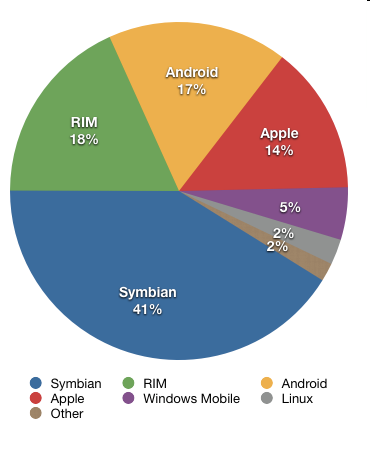 Android
17%
RIM
18%
Apple
14%
5%
2%
2%
Symbian
41%
Symbian RIM Android
Apple Windows Mobile Linux
Other